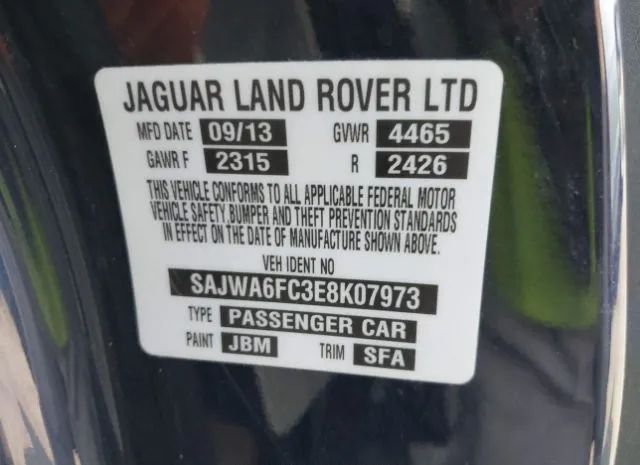 JAGUAR LAND ROVER LTD
MFD DATE 09/13 GVWR 4465
GAWR F 2315 R 2426
THIS VEHICLE CONFORMS TO ALL APPLICABLE FEDERAL MOTOR
VEHICLE SAFETY,BUMPER AND THEFT PREVENTION STANDARDS
IN EFFECT ON THE DATE OF MANUFACTURE SHOWN ABOVE.
VEH IDENT NO
SAJWA6FC3E8K07973
TYPE PASSENGER CAR
PAINT JBM TRIM SFA